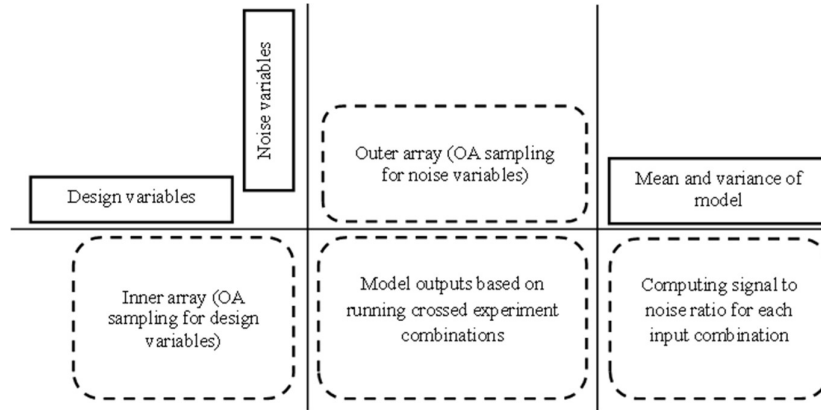 Noise variables
Design variables
Outer array (OA sampling
for noise variables)
Mean and variance of
model
Inner array (OA
sampling for design
variables)
Model outputs based on
running crossed experiment
combinations
Computing signal to
noise ratio for each
input combination